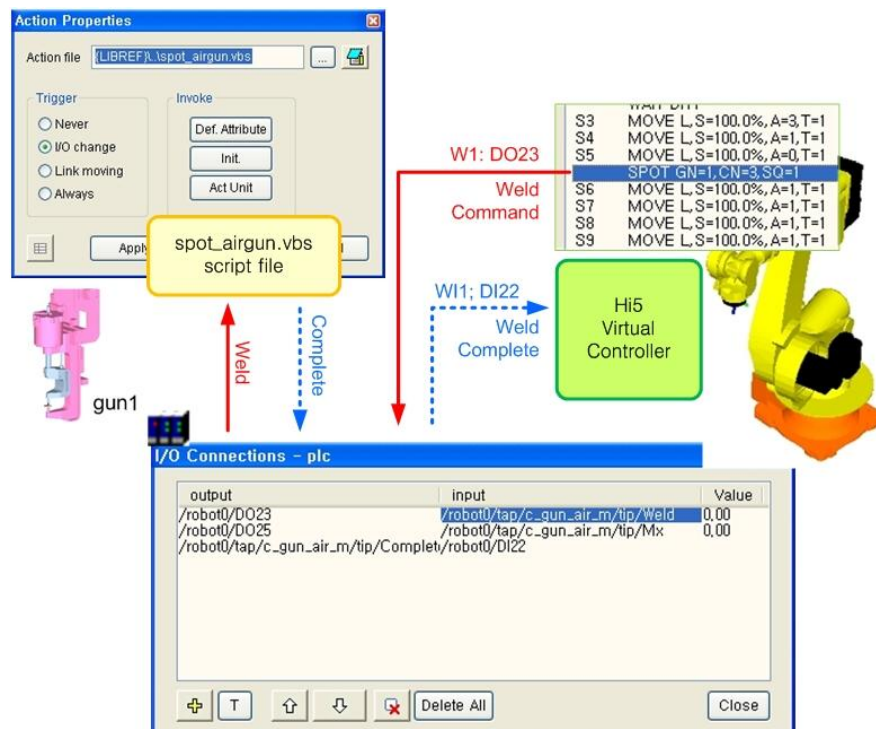 Action Properties
Action file
{LIBREF}\..\spot_airgun.vbs
...
Trigger
Never
I/O change
Link moving
Always
Invoke
Def. Attribute
Init.
Act Unit
Apply
spot_airgun.vbs
script file
W1: DO23
Weld
Command
S3 MOVE L,S=100.0%,A=3,T=1
S4 MOVE L,S=100.0%,A=1,T=1
S5 MOVE L,S=100.0%,A=0,T=1
SPOT GN=1,CN=3,SQ=1
S6 MOVE L,S=100.0%,A=1,T=1
S7 MOVE L,S=100.0%,A=1,T=1
S8 MOVE L,S=100.0%,A=1,T=1
S9 MOVE L,S=100.0%,A=1,T=1
WI1; DI22
Weld
Complete
Hi5
Virtual
Controller
gun1
Weld
Complete
I/O Connections - plc
output input Value
/robot0/DO23 /robot0/tap/c_gun_air_m/tip/Weld 0,00
/robot0/DO25 /robot0/tap/c_gun_air_m/tip/Mx 0,00
/robot0/tap/c_gun_air_m/tip/Complet /robot0/DI22
T
Delete All
Close